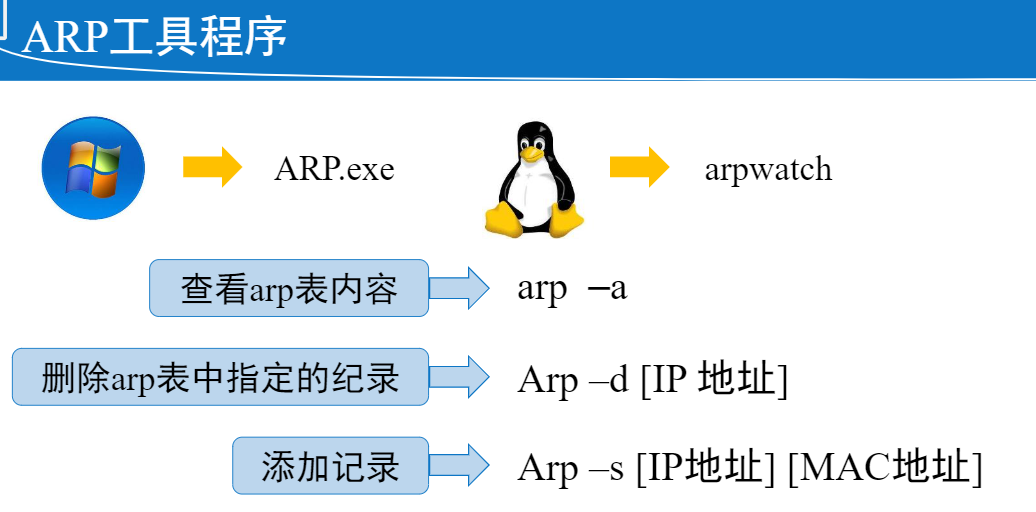 ARP工具程序
ARP.exe
arpwatch
查看arp表内容
arp –a
删除arp表中指定的纪录
Arp –d [IP 地址]
添加记录
Arp –s [IP地址] [MAC地址]